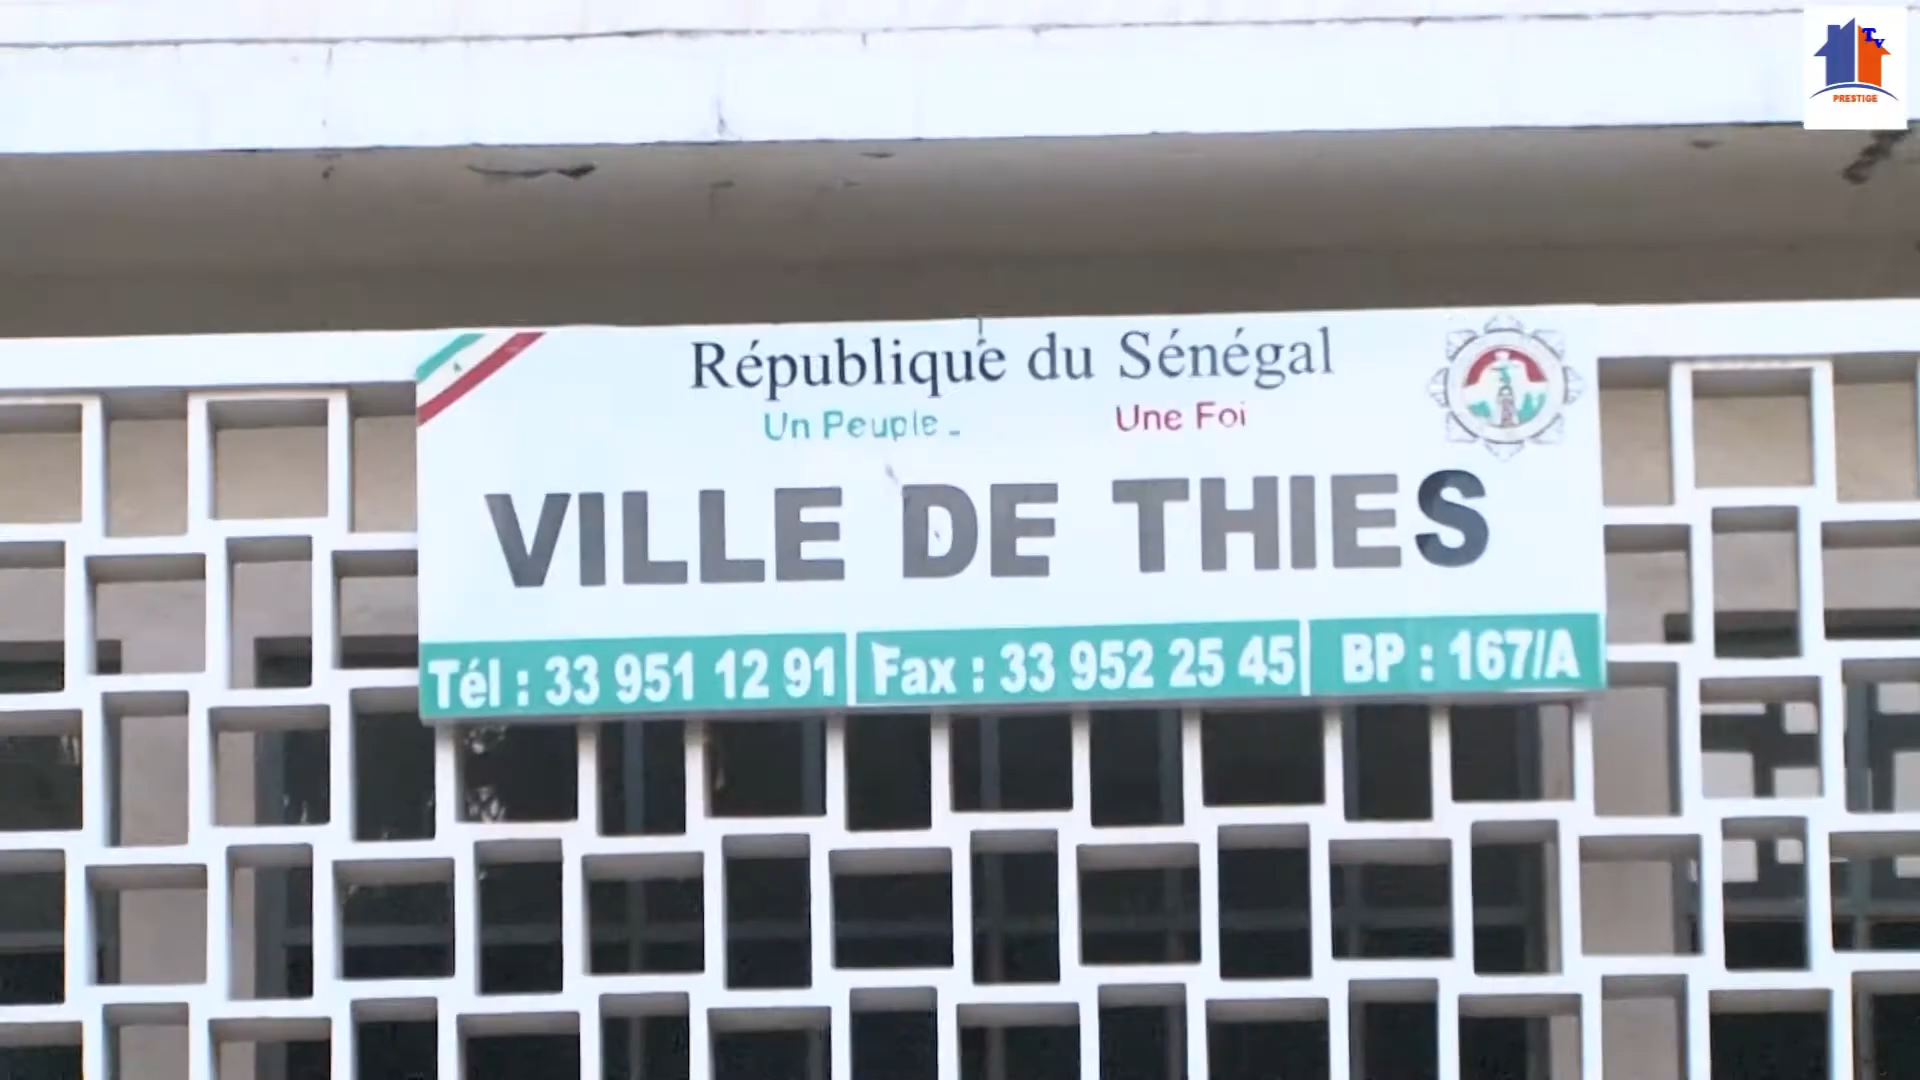 TV
PRESTIGE
République du Sénégal
Un Peuple - Une Foi
VILLE DE THIES
Tél : 33 951 12 91 Fax : 33 952 25 45 BP : 167/A